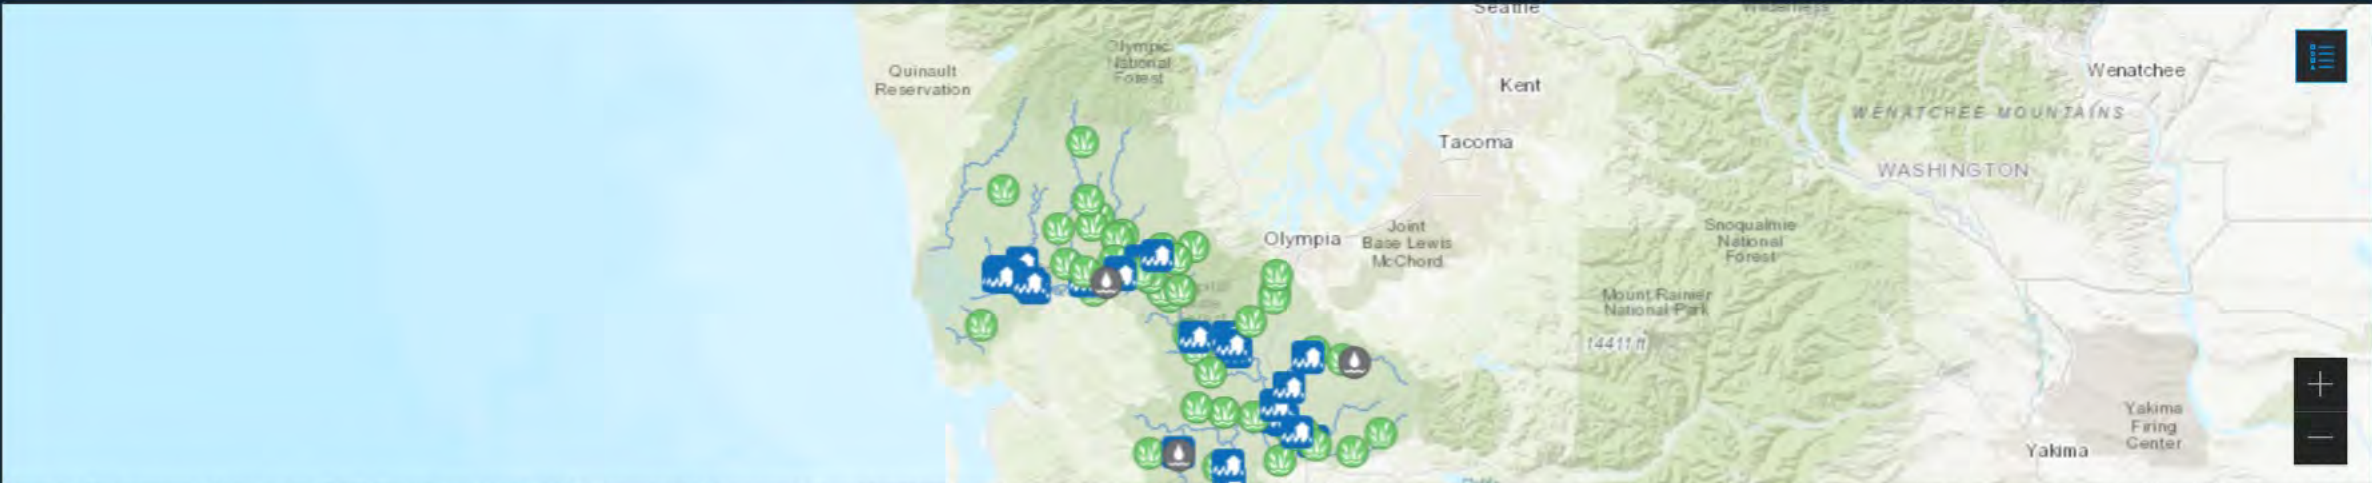 Seattle
Wilderness
Olympic
National
Forest
Quinault
Reservation
Kent
Wenatchee
WENATCHEE MOUNTAINS
Tacoma
WASHINGTON
Olympia
Joint
Base Lewis
McChord
Snoqualmie
National
Forest
Mount Rainier
National Park
14411 ft
Yakima
Firing
Center
Yakima